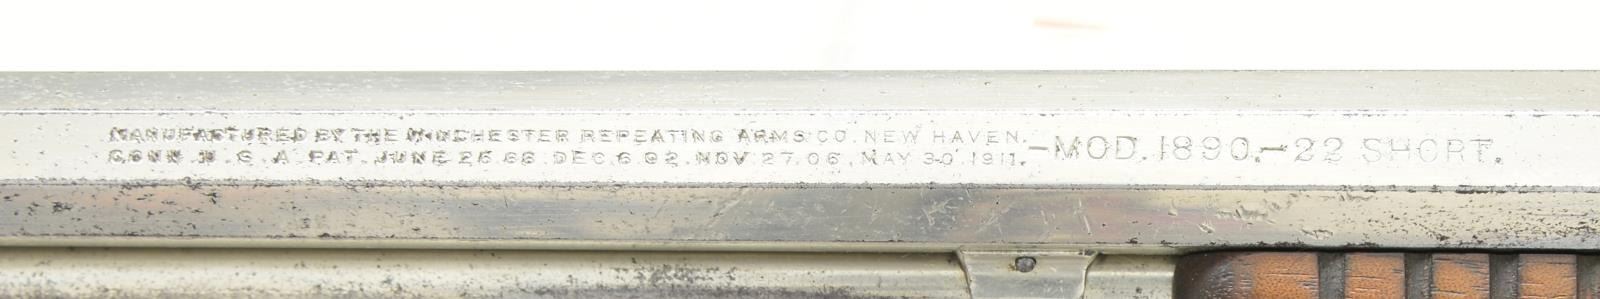 MANUFACTURED BY THE WINCHESTER REPEATING ARMS CO. NEW HAVEN.
CONN. U. S. A. PAT. JUNE 26.88. DEC. 6.92. NOV 27.06. MAY 30. 1911.
-MOD. 1890.-22 SHORT.